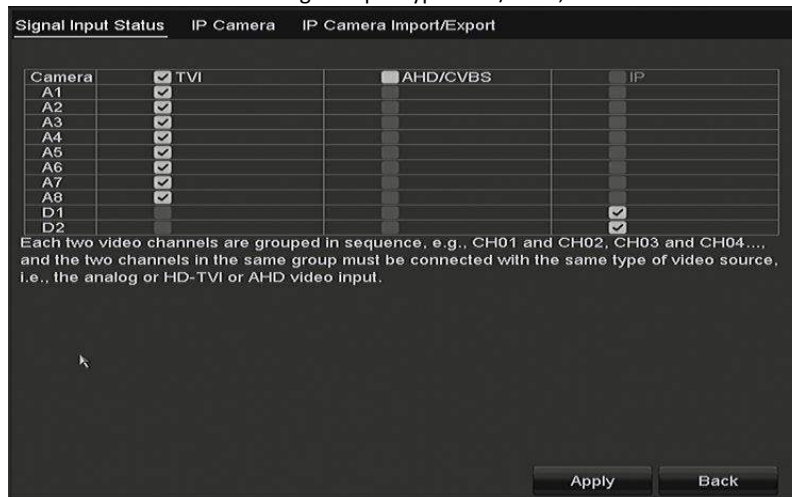 Signal Input Status IP Camera IP Camera Import/Export
Camera TVI AHD/CVBS IP
A1
A2
A3
A4
A5
A6
A7
A8
D1
D2
Each two video channels are grouped in sequence, e.g., CH01 and CH02, CH03 and CH04...,
and the two channels in the same group must be connected with the same type of video source,
i.e., the analog or HD-TVI or AHD video input.
Apply Back